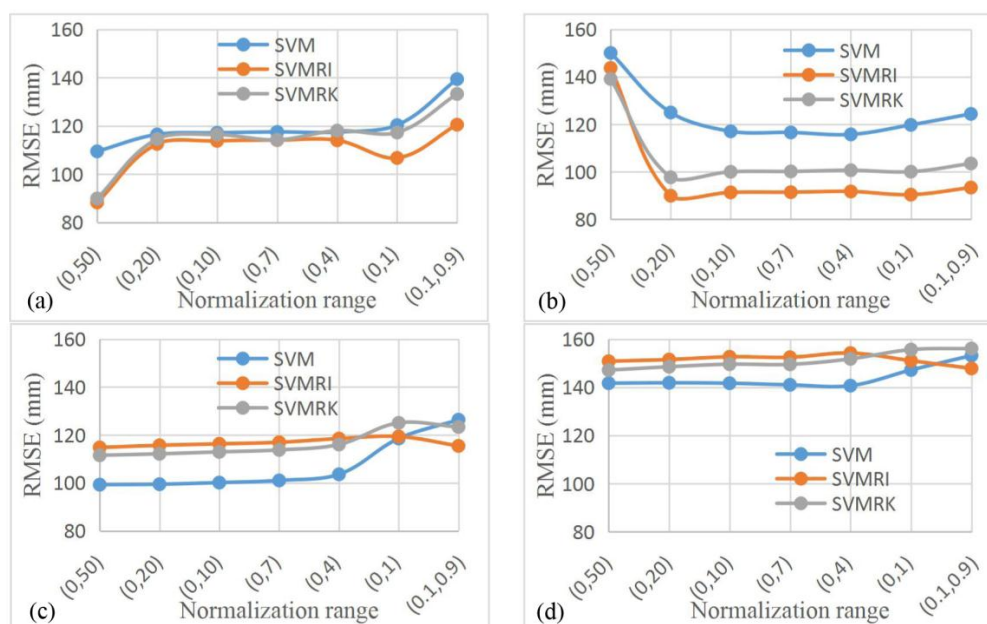 160
140
120
100
80
RMSE (mm)
SVM
SVMRI
SVMRK
(0,50)
(0,20)
(0,10)
(0,7)
(0,4)
(0,1)
(0.1,0.9)
(a)
Normalization range
160
140
120
100
80
RMSE (mm)
SVM
SVMRI
SVMRK
(0,50)
(0,20)
(0,10)
(0,7)
(0,4)
(0,1)
(0.1,0.9)
(b)
Normalization range
160
140
120
100
80
RMSE (mm)
SVM
SVMRI
SVMRK
(0,50)
(0,20)
(0,10)
(0,7)
(0,4)
(0,1)
(0.1,0.9)
(c)
Normalization range
160
140
120
100
80
RMSE (mm)
SVM
SVMRI
SVMRK
(0,50)
(0,20)
(0,10)
(0,7)
(0,4)
(0,1)
(0.1,0.9)
(d)
Normalization range